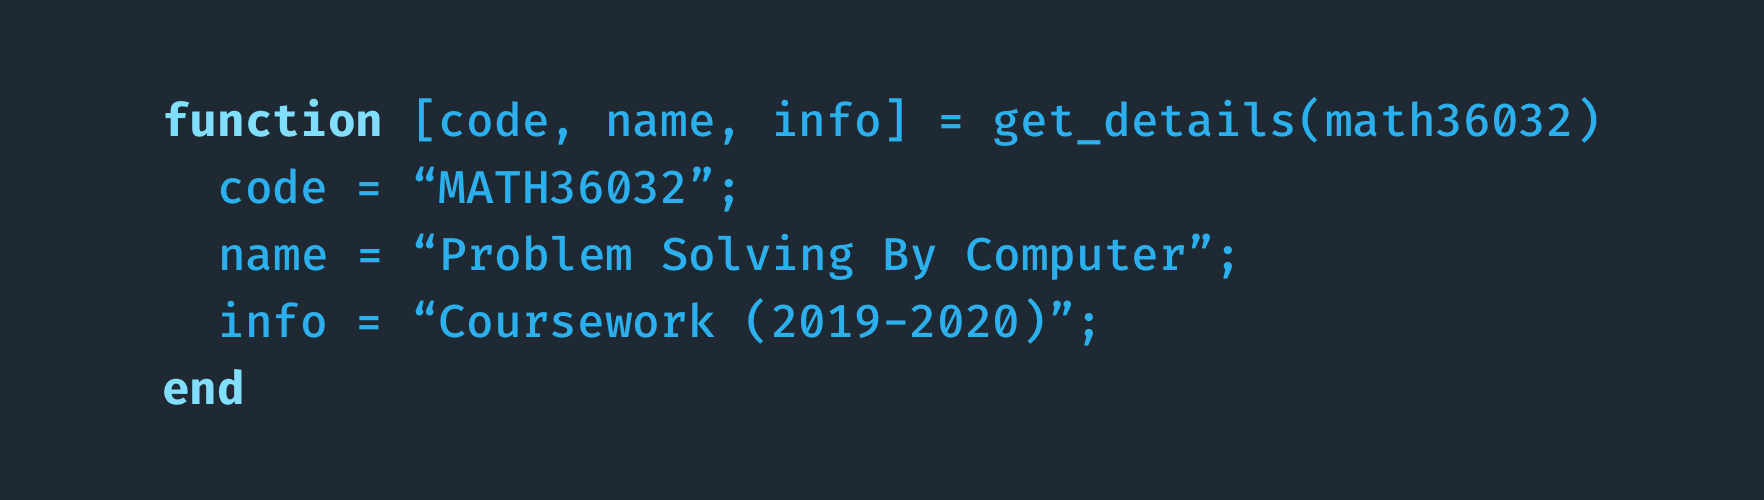 function [code, name, info] = get_details(math36032)
  code = “MATH36032”;
  name = “Problem Solving By Computer”;
  info = “Coursework (2019-2020)”;
end